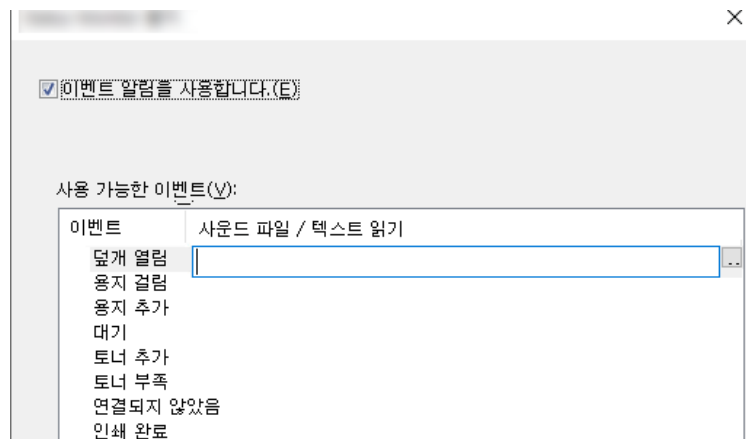 이벤트 알림을 사용합니다.(E)
사용 가능한 이벤트(V):
이벤트 사운드 파일 / 텍스트 읽기
덮개 열림 ..
용지 걸림
용지 추가
대기
토너 추가
토너 부족
연결되지 않았음
인쇄 완료